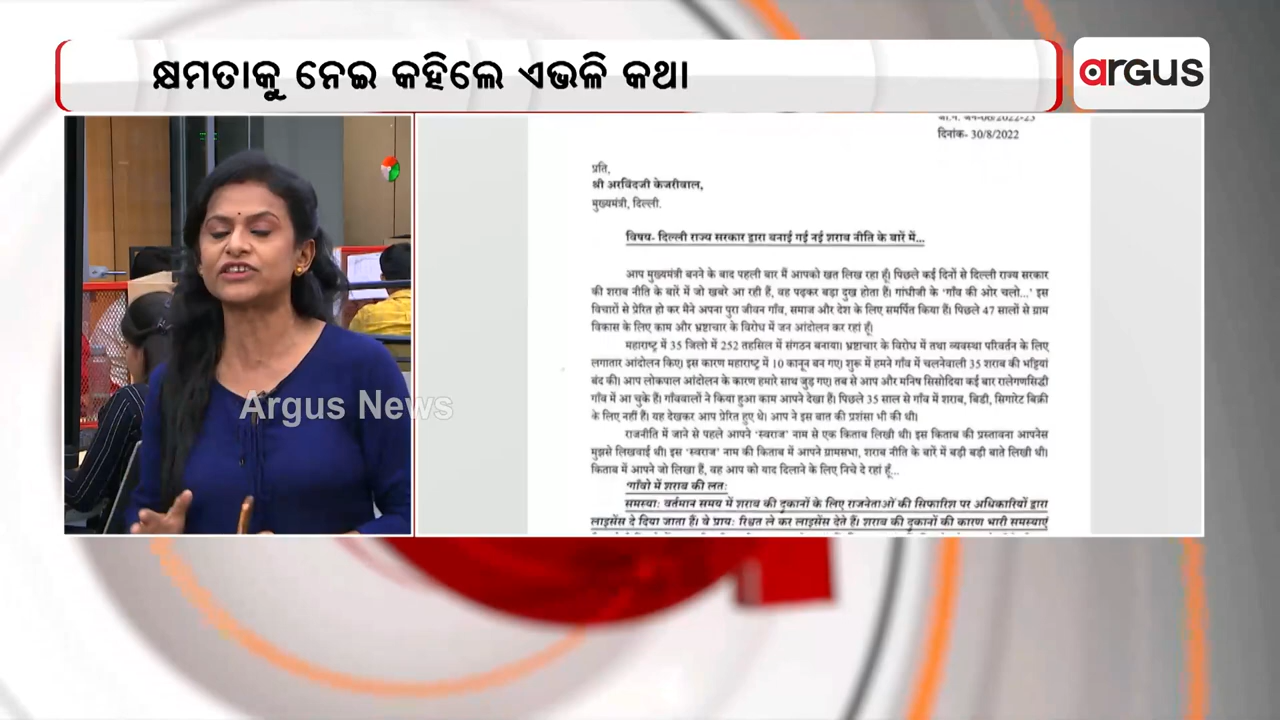 କ୍ଷମତାକୁ ନେଇ କହିଲେ ଏଭଳି କଥା
argus
दिनांक- 30/8/2022
प्रति,
श्री अरविंदजी केजरीवाल,
मुख्यमंत्री, दिल्ली.
विषय- दिल्ली राज्य सरकार द्वारा बनाई गई नई शराब नीति के बारें में...
आप मुख्यमंत्री बनने के बाद पहली बार में आपको खत लिख रहा हूँ। पिछले कई दिनों से दिल्ली राज्य सरकार
की शराब नीति के बारें में जो खबरे आ रही हैं, वह पढ़कर बड़ा दुख होता हैं। गांधीजी के ‘गाँव की ओर चलो...’ इस
विचारों से प्रेरित हो कर मैंने अपना पुरा जीवन गाँव, समाज और देश के लिए समर्पित किया हैं। पिछले 47 सालों से ग्राम
विकास के लिए काम और भ्रष्टाचार के विरोध में जन आंदोलन कर रहां हूँ।
महाराष्ट्र में 35 जिलो में 252 तहसिल में संगठन बनाया। भ्रष्टाचार के विरोध में तथा व्यवस्था परिवर्तन के लिए
लगातार आंदोलन किए। इस कारण महाराष्ट्र में 10 कानून बन गए। शुरू में हमने गाँव में चलनेवाली 35 शराब की भट्टियां
बंद की। आप लोकपाल आंदोलन के कारण हमारे साथ जुड़ गए। तब से आप और मनिष सिसोदिया कई बार रालेगणसिद्धी
गाँव में आ चुके हैं। गाँववालों ने किया हुआ काम आपने देखा हैं। पिछले 35 साल से गाँव में शराब, बिडी, सिगारेट बिक्री
के लिए नहीं हैं। यह देखकर आप प्रेरित हुए थे। आप ने इस बात की प्रशंसा भी की थी।
राजनीति में जाने से पहले आपने ‘स्वराज’ नाम से एक किताब लिखी थी। इस किताब की प्रस्तावना आपनेस
मुझसे लिखवाई थी। इस ‘स्वराज’ नाम की किताब में आपने ग्रामसभा, शराब नीति के बारें में बड़ी बड़ी बाते लिखी थी।
किताब में आपने जो लिखा हैं, वह आप को याद दिलाने के लिए निचे दे रहां हूँ...
‘गाँवो में शराब की लतः
समस्याः वर्तमान समय में शराब की दुकानों के लिए राजनेताओं की सिफारिश पर अधिकारियों द्वारा
लाइसेंस दे दिया जाता हैं। वे प्रायः रिश्वत ले कर लाइसेंस देते हैं। शराब की दुकानों की कारण भारी समस्याएं
Argus News